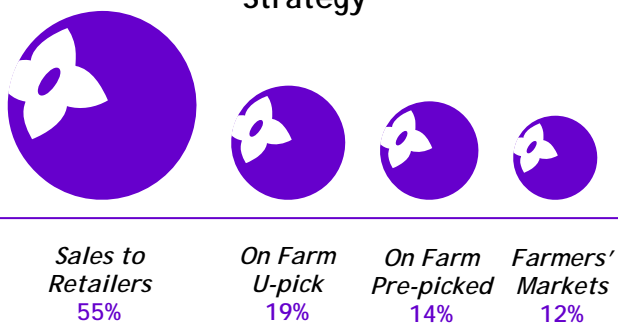 Strategy
Sales to Retailers
55%
On Farm U-pick
19%
On Farm Pre-picked
14%
Farmers' Markets
12%